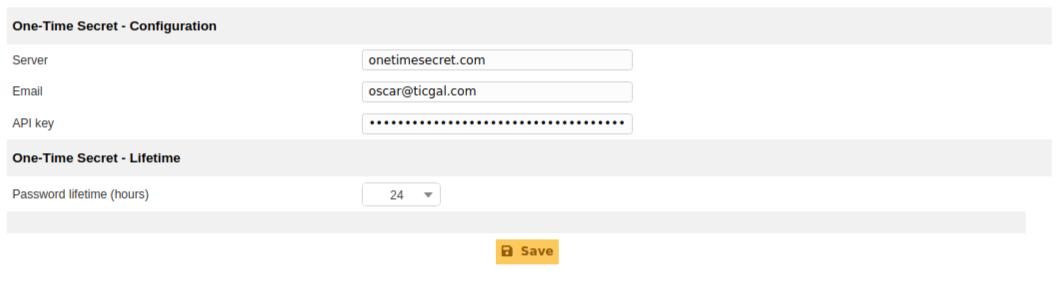 One-Time Secret - Configuration
Server onetimesecret.com
Email oscar@ticgal.com
API key ••••••••••••••••••••••••••••••••••••
One-Time Secret - Lifetime
Password lifetime (hours) 24
Save